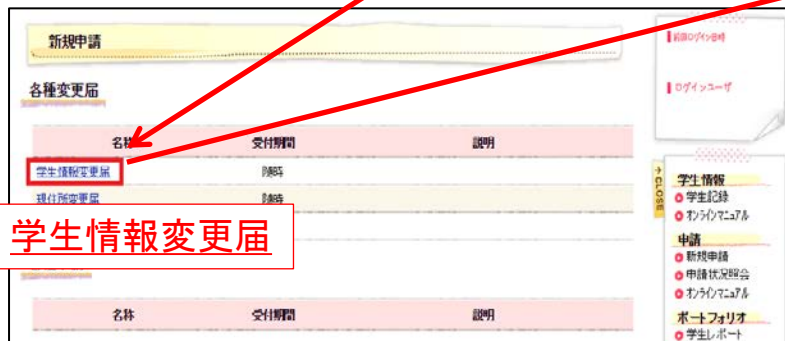 新規申請
各種変更届
名称 受付期間 説明
学生情報変更届 随時
現住所変更届 随時
学生情報変更届
名称 受付期間 説明
前回ログイン日時
ログインユーザ
→CLOSE
学生情報
学生記録
オンラインマニュアル
申請
新規申請
申請状況照会
オンラインマニュアル
ポートフォリオ
学生レポート